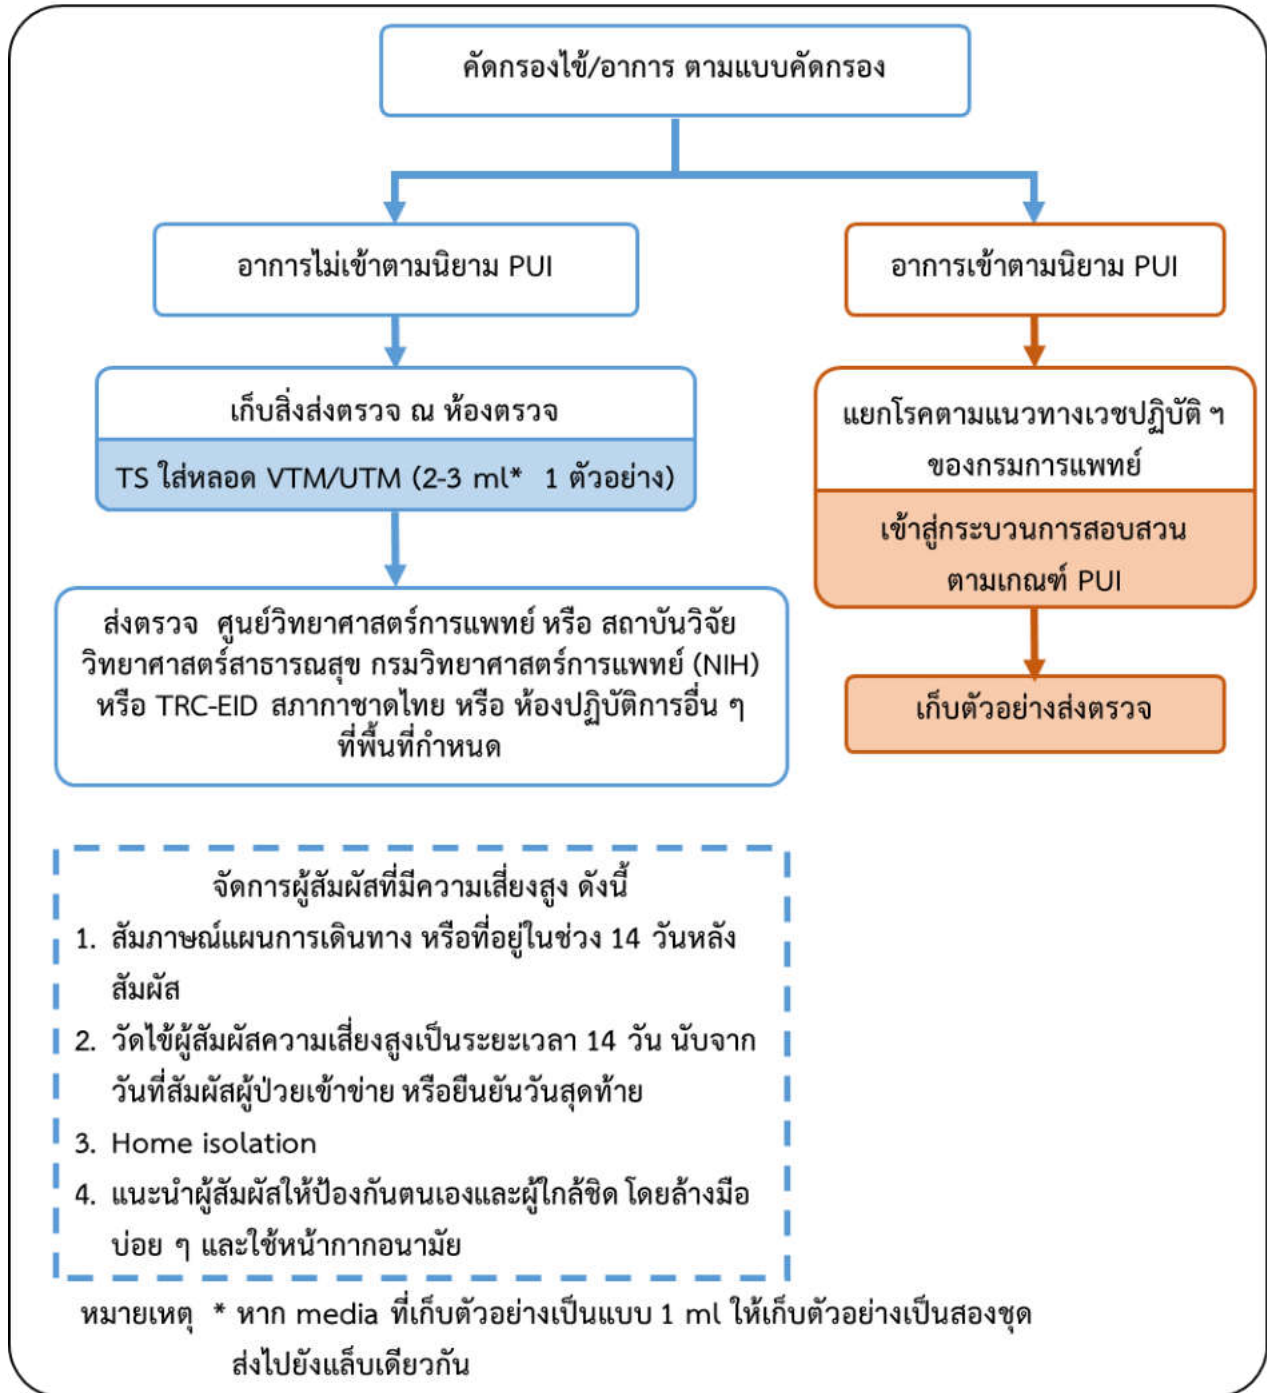 คัดกรองไข้/อาการ ตามแบบคัดกรอง
อาการไม่เข้าตามนิยาม PUI
อาการเข้าตามนิยาม PUI
เก็บสิ่งส่งตรวจ ณ ห้องตรวจ
TS ใส่หลอด VTM/UTM (2-3 ml* 1 ตัวอย่าง)
แยกโรคตามแนวทางเวชปฏิบัติ ฯ
ของกรมการแพทย์
เข้าสู่กระบวนการสอบสวน
ตามเกณฑ์ PUI
ส่งตรวจ ศูนย์วิทยาศาสตร์การแพทย์ หรือ สถาบันวิจัย
วิทยาศาสตร์สาธารณสุข กรมวิทยาศาสตร์การแพทย์ (NIH)
หรือ TRC-EID สภากาชาดไทย หรือ ห้องปฏิบัติการอื่น ๆ
ที่พื้นที่กำหนด
เก็บตัวอย่างส่งตรวจ
จัดการผู้สัมผัสที่มีความเสี่ยงสูง ดังนี้
1. สัมภาษณ์แผนการเดินทาง หรือที่อยู่ในช่วง 14 วันหลัง
สัมผัส
2. วัดไข้ผู้สัมผัสความเสี่ยงสูงเป็นระยะเวลา 14 วัน นับจาก
วันที่สัมผัสผู้ป่วยเข้าข่าย หรือยืนยันวันสุดท้าย
3. Home isolation
4. แนะนำผู้สัมผัสให้ป้องกันตนเองและผู้ใกล้ชิด โดยล้างมือ
บ่อย ๆ และใช้หน้ากากอนามัย
หมายเหตุ * หาก media ที่เก็บตัวอย่างเป็นแบบ 1 ml ให้เก็บตัวอย่างเป็นสองชุด
ส่งไปยังแล็บเดียวกัน